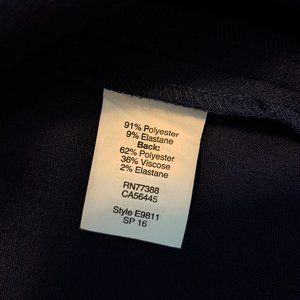 91% Polyester
9% Elastane
Back:
62% Polyester
36% Viscose
2% Elastane
RN77388
CA56445
Style E9811
SP 16